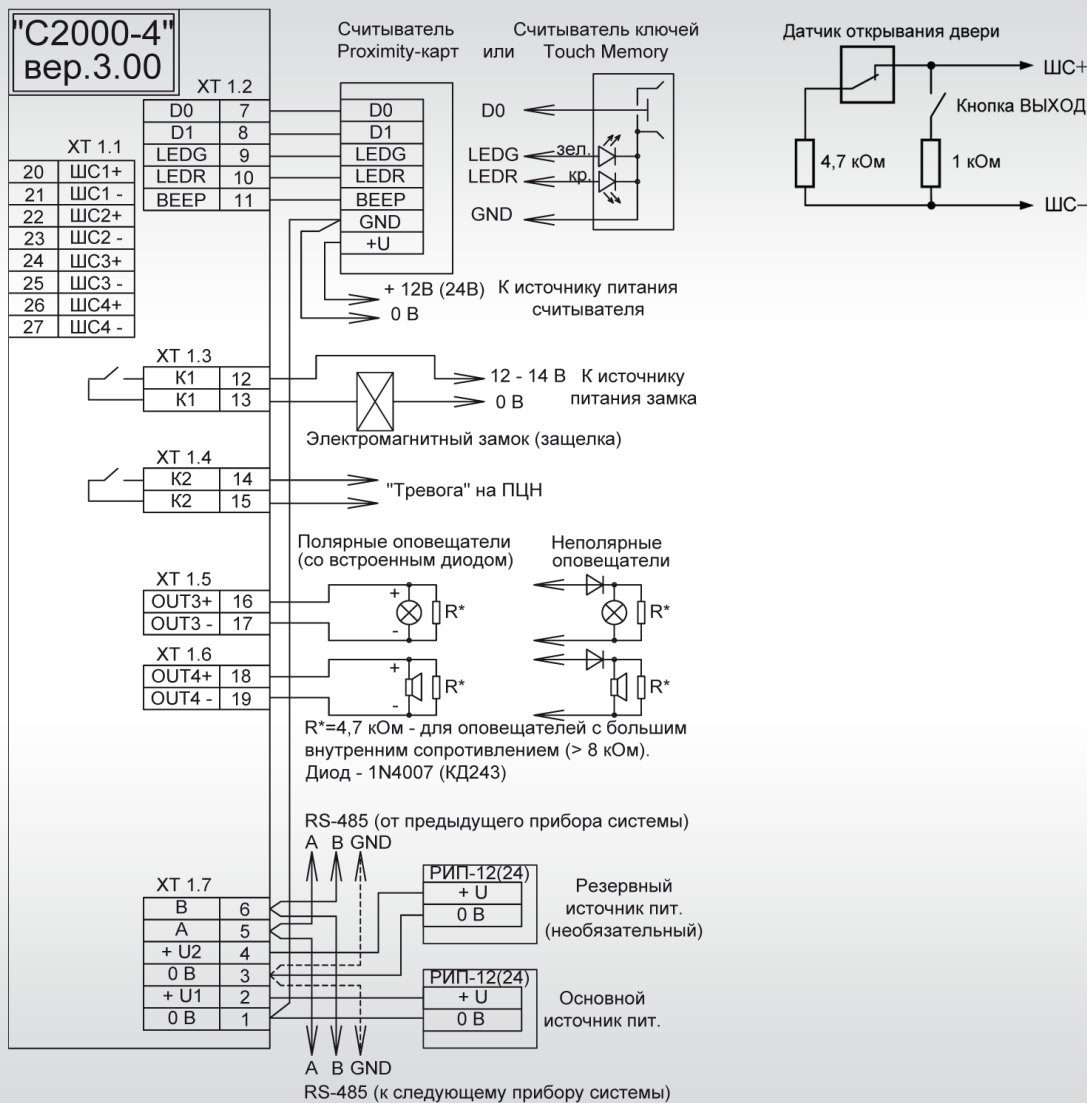 "С2000-4"
вер.3.00
Считыватель
Proximity-карт
или
Считыватель ключей
Touch Memory
Датчик открывания двери
XT 1.2
D0 7
D1 8
LEDG 9
LEDR 10
BEEP 11
D0
D1
LEDG
LEDR
BEEP
GND
+U
D0
LEDG
LEDR
GND
зел.
кр.
ШС+
Кнопка ВЫХОД
4,7 кОм
1 кОм
ШС–
XT 1.1
20 ШС1+
21 ШС1 -
22 ШС2+
23 ШС2 -
24 ШС3+
25 ШС3 -
26 ШС4+
27 ШС4 -
+ 12В (24В)
0 В
К источнику питания
считывателя
XT 1.3
К1 12
К1 13
12 - 14 В
0 В
К источнику
питания замка
Электромагнитный замок (защелка)
XT 1.4
К2 14
К2 15
"Тревога" на ПЦН
Полярные оповещатели
(со встроенным диодом)
Неполярные
оповещатели
XT 1.5
OUT3+ 16
OUT3 - 17
+
-
R*
R*
XT 1.6
OUT4+ 18
OUT4 - 19
+
-
R*
R*
R*=4,7 кОм - для оповещателей с большим
внутренним сопротивлением (> 8 кОм).
Диод - 1N4007 (КД243)
RS-485 (от предыдущего прибора системы)
A B GND
XT 1.7
B 6
A 5
+ U2 4
0 В 3
+ U1 2
0 В 1
РИП-12(24)
+ U
0 В
Резервный
источник пит.
(необязательный)
РИП-12(24)
+ U
0 В
Основной
источник пит.
A B GND
RS-485 (к следующему прибору системы)